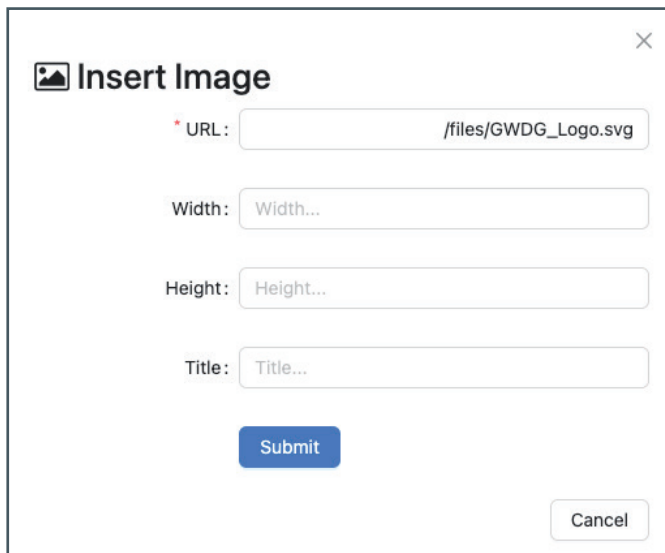 Insert Image
* URL: /files/GWDG_Logo.svg
Width: Width...
Height: Height...
Title: Title...
Submit
Cancel